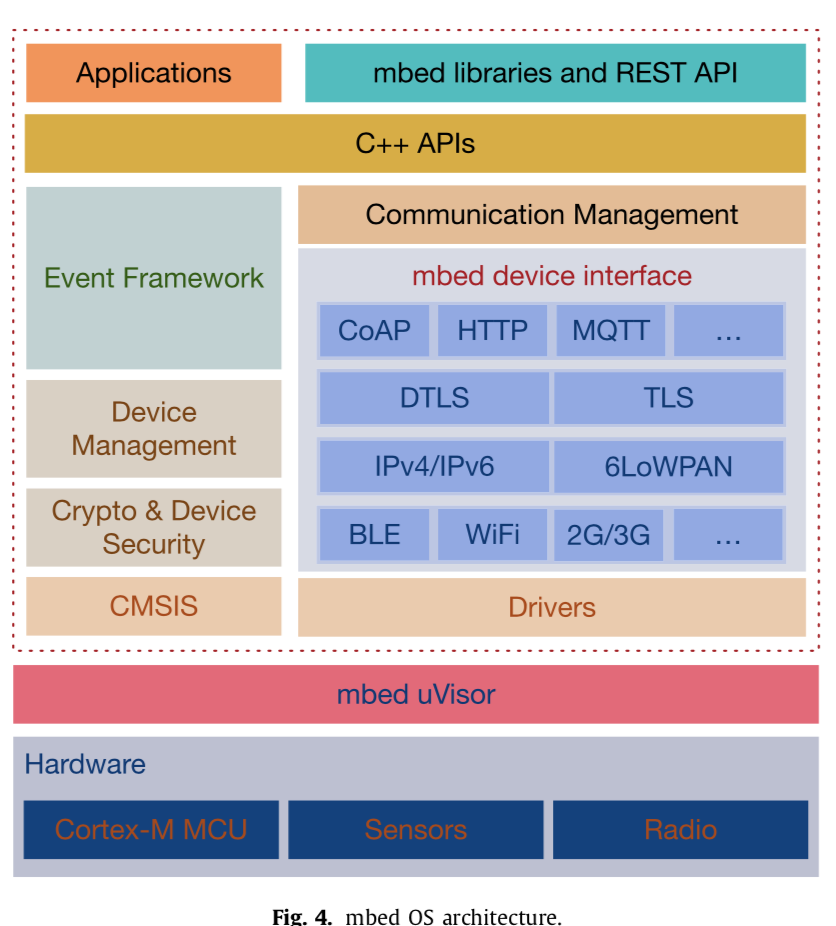 Applications
mbed libraries and REST API
C++ APIs
Event Framework
Communication Management
mbed device interface
CoAP
HTTP
MQTT
...
DTLS
TLS
Device
Management
IPv4/IPv6
6LoWPAN
Crypto & Device
Security
BLE
WiFi
2G/3G
...
CMSIS
Drivers
mbed uVisor
Hardware
Cortex-M MCU
Sensors
Radio
Fig. 4. mbed OS architecture.